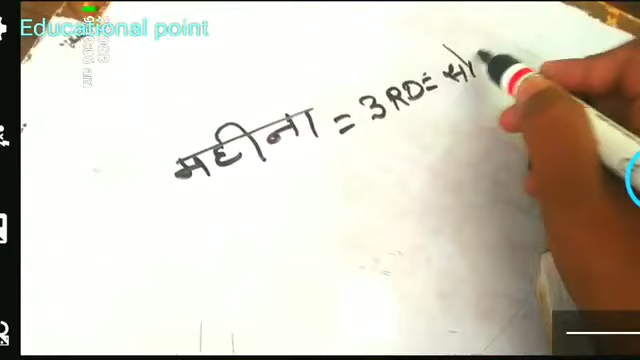 Educational point
महीना = 3RD = सो